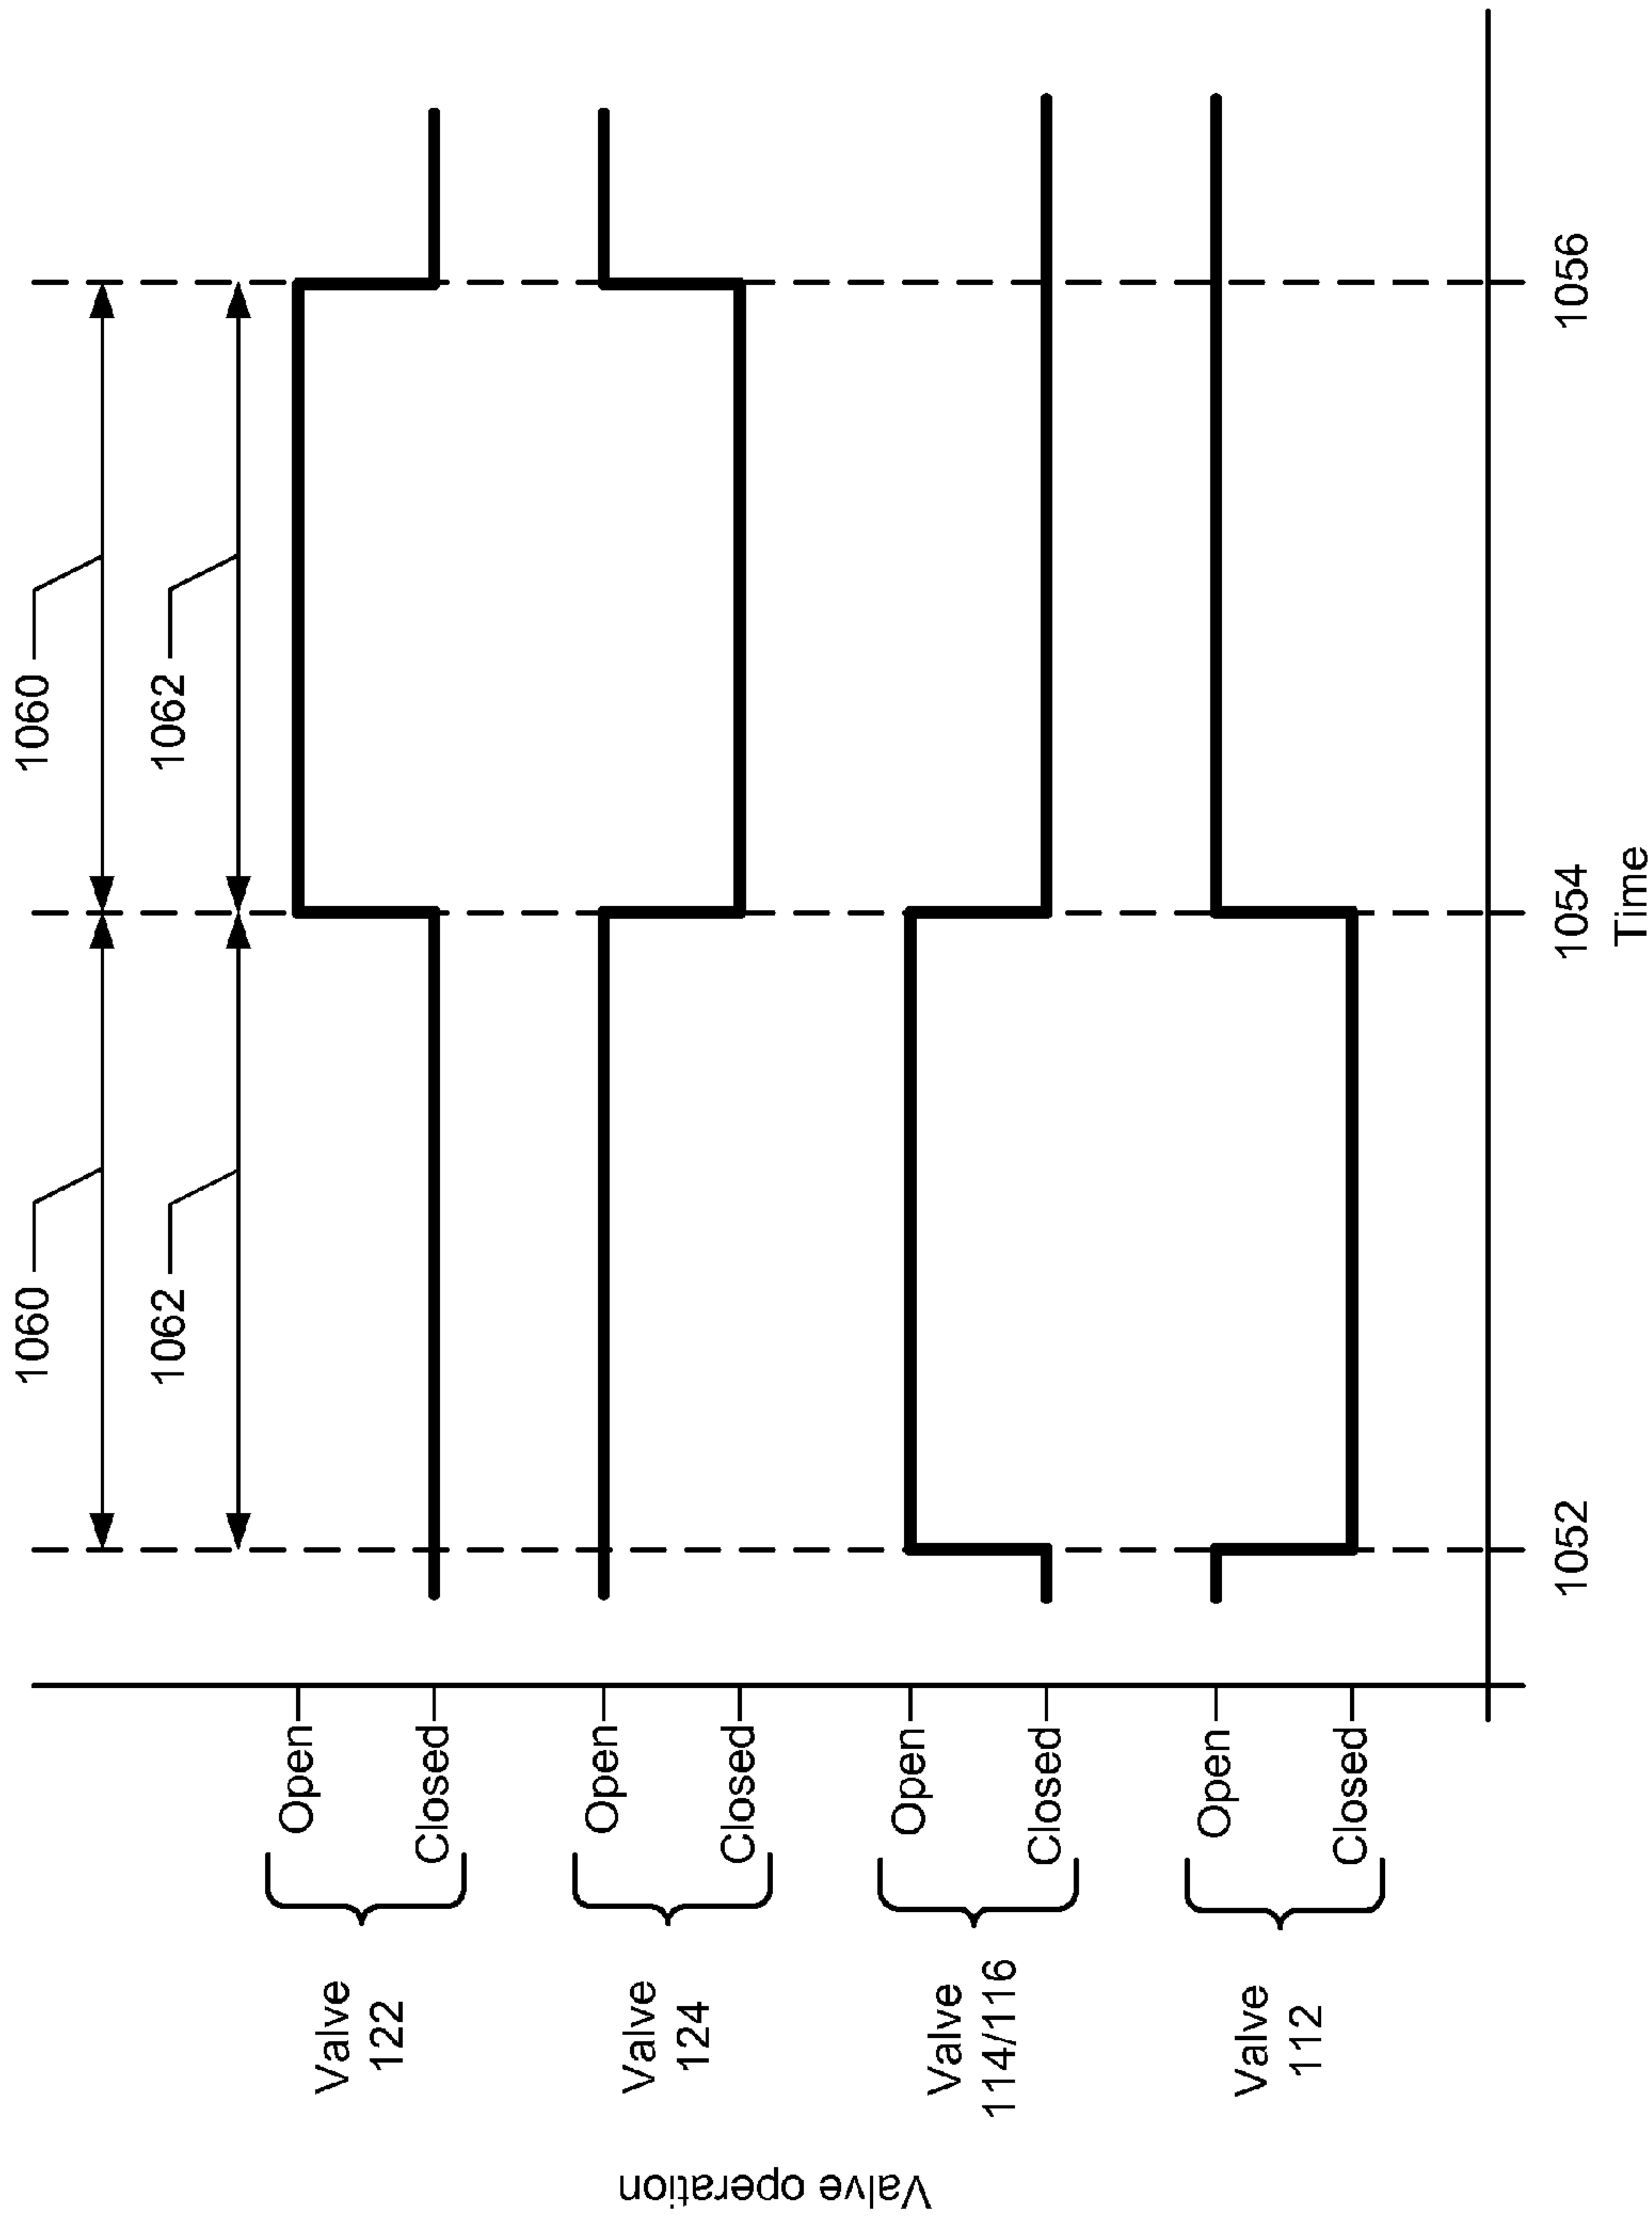 1060
1060
1062
1062
Valve
122
Open
Closed
Valve
124
Open
Closed
Valve
114/116
Open
Closed
Valve
112
Open
Closed
Valve operation
1052
1054
1056
Time